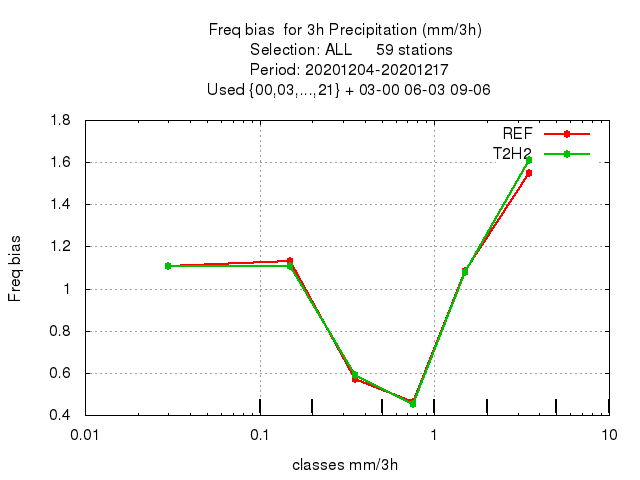 Freq bias  for 3h Precipitation (mm/3h)
Selection: ALL     59 stations
Period: 20201204-20201217
Used {00,03,...,21} + 03-00 06-03 09-06
REF
T2H2
1.8
1.6
1.4
1.2
1
0.8
0.6
0.4
Freq bias
0.01
0.1
1
10
classes mm/3h